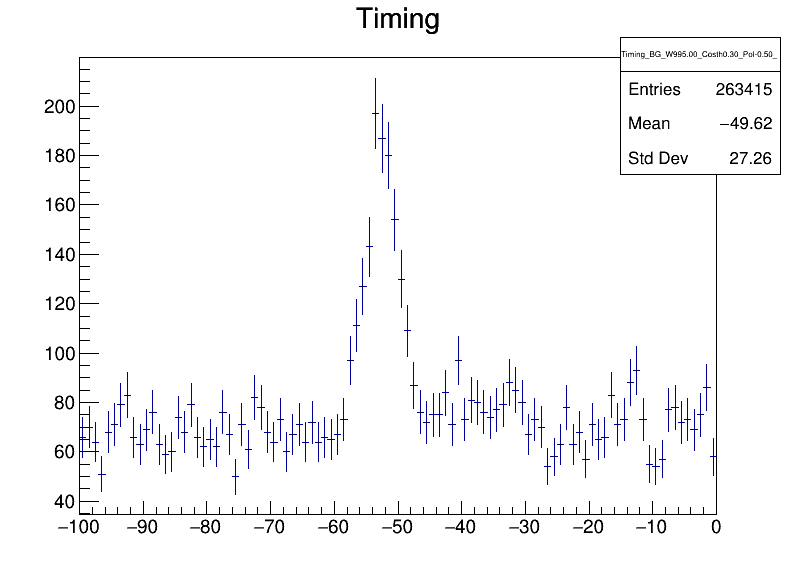 Timing
Timing_BG_W995.00_Costh0.30_Pol-0.50_
Entries 263415
Mean −49.62
Std Dev 27.26
200
180
160
140
120
100
80
60
40
−100 −90 −80 −70 −60 −50 −40 −30 −20 −10 0